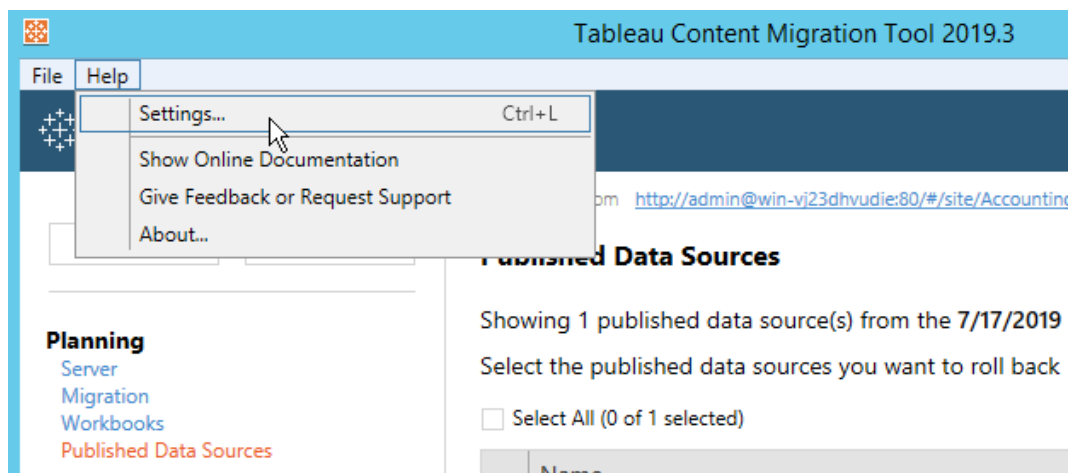 Tableau Content Migration Tool 2019.3
File Help
Settings... Ctrl+L
Show Online Documentation
Give Feedback or Request Support
About...
http://admin@win-vj23dhvudie:80/#/site/Accounting
Published Data Sources
Showing 1 published data source(s) from the 7/17/2019
Select the published data sources you want to roll back
Select All (0 of 1 selected)
Name
Planning
Server
Migration
Workbooks
Published Data Sources